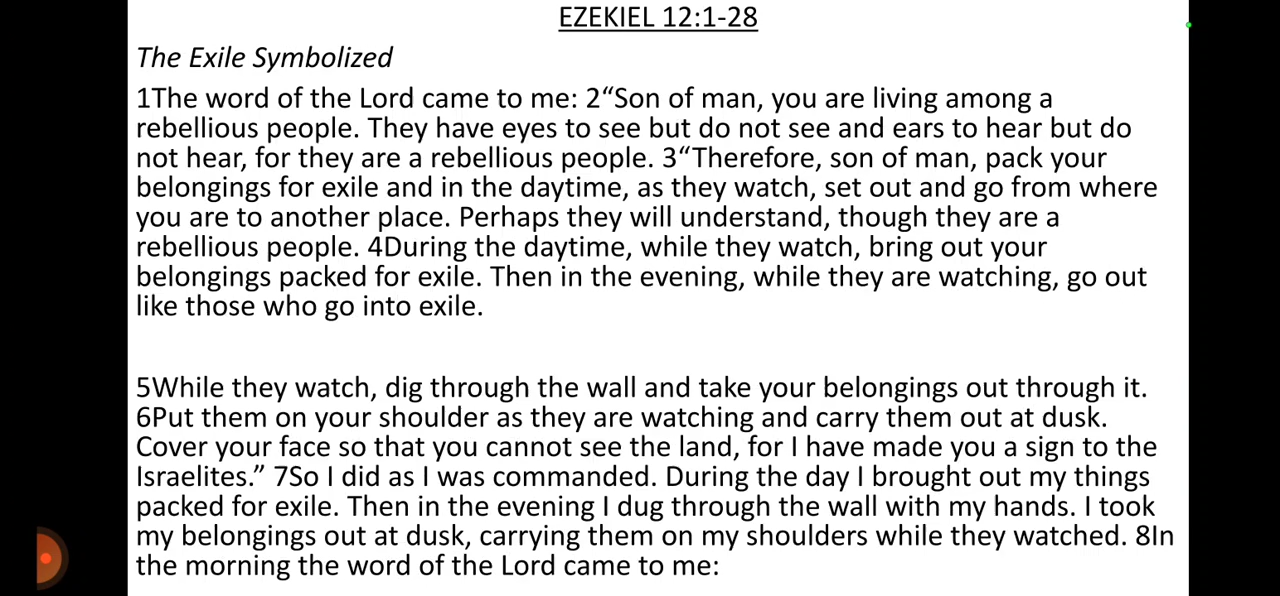 EZEKIEL 12:1-28
The Exile Symbolized
1The word of the Lord came to me: 2“Son of man, you are living among a
rebellious people. They have eyes to see but do not see and ears to hear but do
not hear, for they are a rebellious people. 3“Therefore, son of man, pack your
belongings for exile and in the daytime, as they watch, set out and go from where
you are to another place. Perhaps they will understand, though they are a
rebellious people. 4During the daytime, while they watch, bring out your
belongings packed for exile. Then in the evening, while they are watching, go out
like those who go into exile.
5While they watch, dig through the wall and take your belongings out through it.
6Put them on your shoulder as they are watching and carry them out at dusk.
Cover your face so that you cannot see the land, for I have made you a sign to the
Israelites.” 7So I did as I was commanded. During the day I brought out my things
packed for exile. Then in the evening I dug through the wall with my hands. I took
my belongings out at dusk, carrying them on my shoulders while they watched. 8In
the morning the word of the Lord came to me: